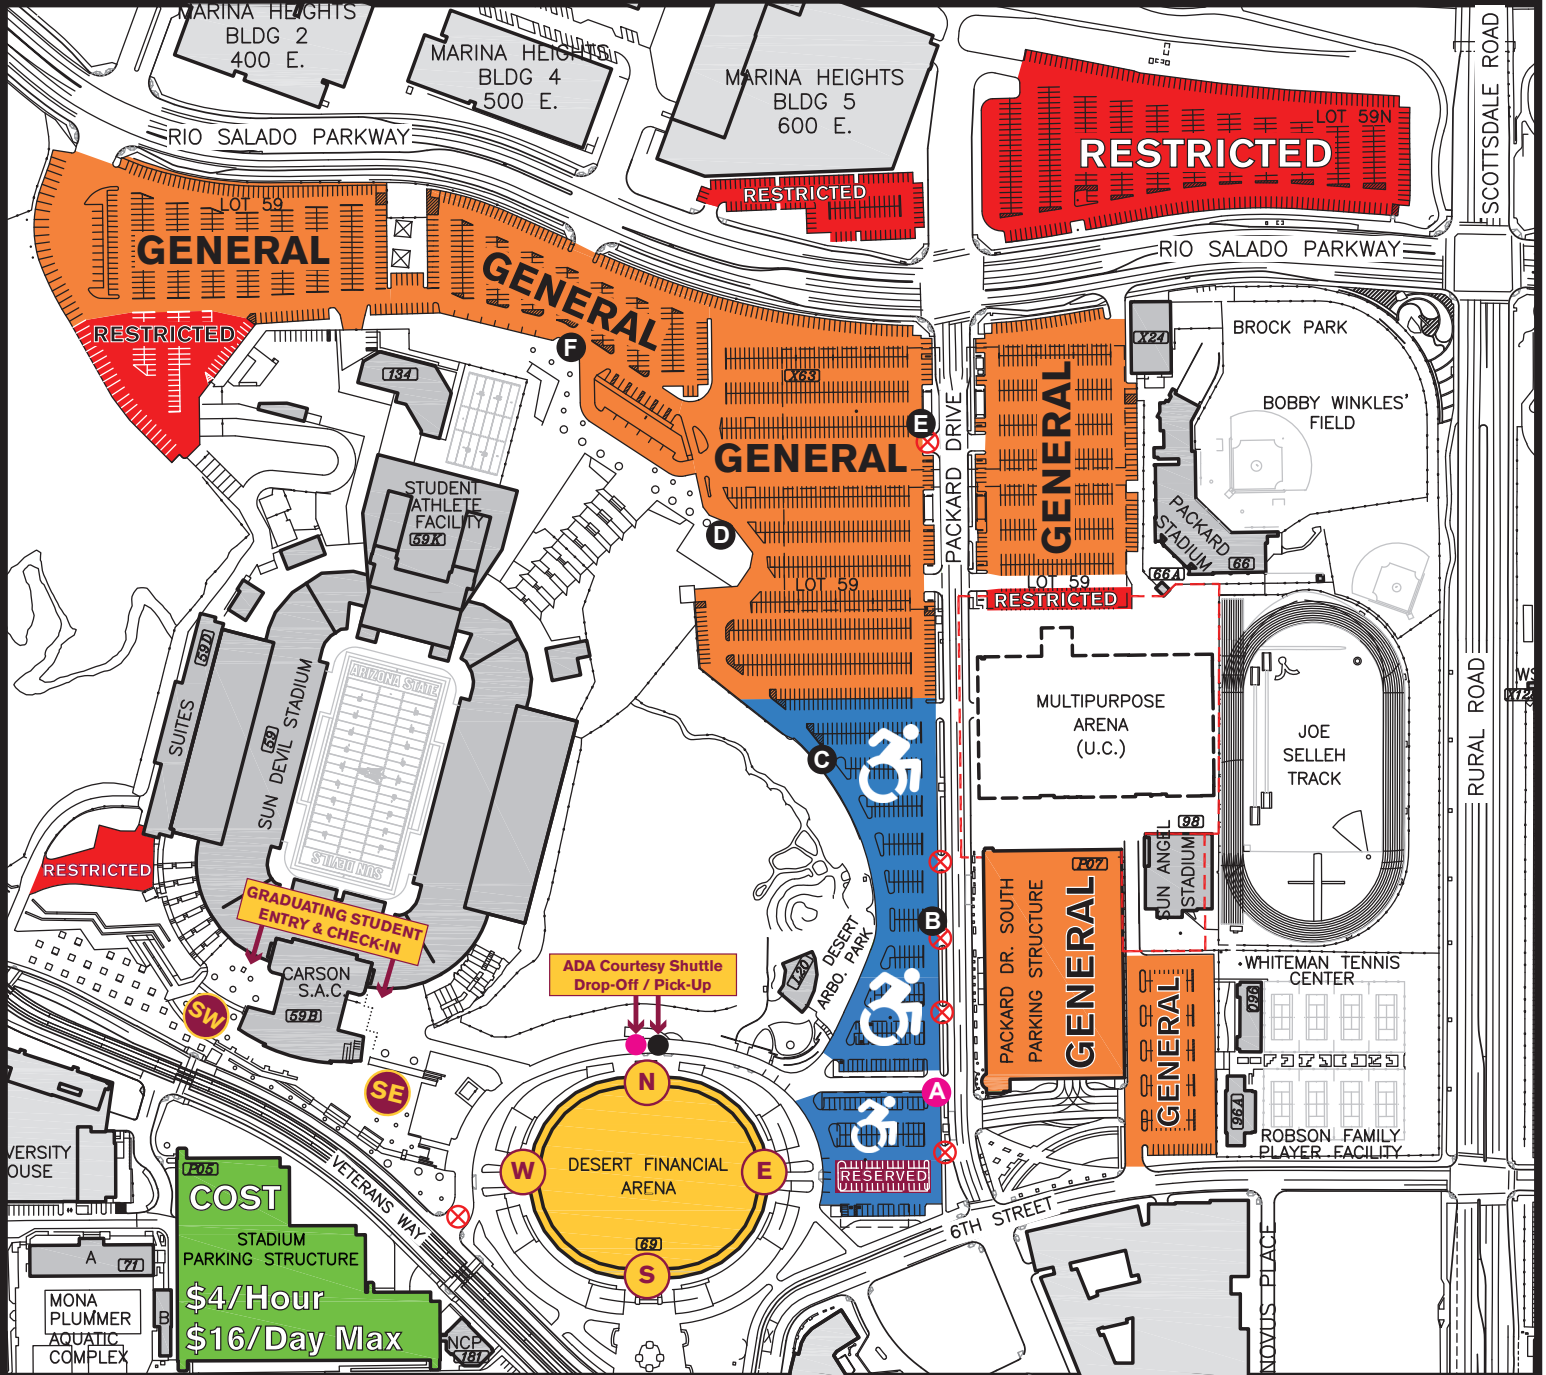 MARINA HEIGHTS
BLDG 2
400 E.
MARINA HEIGHTS
BLDG 4
500 E.
MARINA HEIGHTS
BLDG 5
600 E.
LOT 59N
RESTRICTED
SCOTTSDALE ROAD
RIO SALADO PARKWAY
RESTRICTED
RIO SALADO PARKWAY
LOT 59
GENERAL
GENERAL
RESTRICTED
F
134
X63
E
GENERAL
PACKARD DRIVE
GENERAL
LOT 59
X24
BROCK PARK
BOBBY WINKLES'
FIELD
PACKARD
STADIUM
66
66A
STUDENT
ATHLETE
FACILITY
59K
D
LOT 59
RESTRICTED
59D
SUITES
59
SUN DEVIL STADIUM
ARIZONA STATE
SUN DEVILS
C
MULTIPURPOSE
ARENA
(U.C.)
JOE
SELLEH
TRACK
RURAL ROAD
WS
X12
RESTRICTED
GRADUATING STUDENT
ENTRY & CHECK-IN
CARSON
S.A.C.
59B
SW
SE
ADA Courtesy Shuttle
Drop-Off / Pick-Up
L20
DESERT
ARBO. PARK
B
P07
PACKARD DR. SOUTH
PARKING STRUCTURE
GENERAL
98
SUN ANGEL
STADIUM
GENERAL
WHITEMAN TENNIS
CENTER
96
96A
ROBSON FAMILY
PLAYER FACILITY
A
RESERVED
N
W
DESERT FINANCIAL
ARENA
E
69
S
VETERANS WAY
6TH STREET
NOVUS PLACE
VERSITY
OUSE
P05
COST
STADIUM
PARKING STRUCTURE
$4/Hour
$16/Day Max
A
71
MONA
PLUMMER
AQUATIC
COMPLEX
B
NCP
181